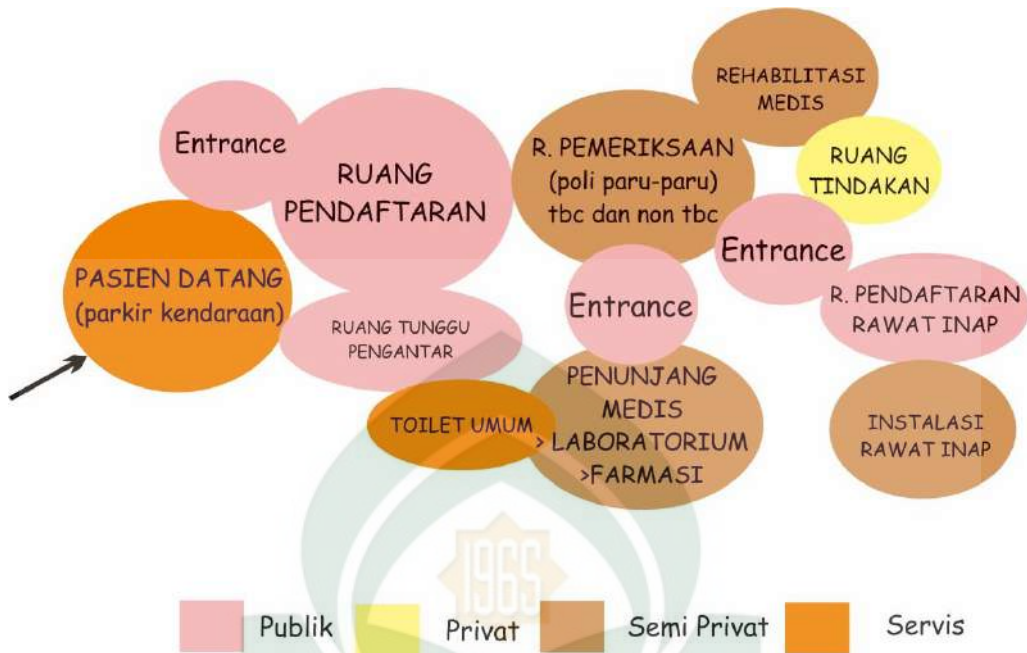 REHABILITASI
MEDIS
Entrance
RUANG
PENDAFTARAN
R. PEMERIKSAAN
(poli paru-paru)
tbc dan non tbc
RUANG
TINDAKAN
Entrance
PASIEN DATANG
(parkir kendaraan)
Entrance
R. PENDAFTARAN
RAWAT INAP
RUANG TUNGGU
PENGANTAR
TOILET UMUM
PENUNJANG
MEDIS
> LABORATORIUM
>FARMASI
INSTALASI
RAWAT INAP
1965
Publik
Privat
Semi Privat
Servis